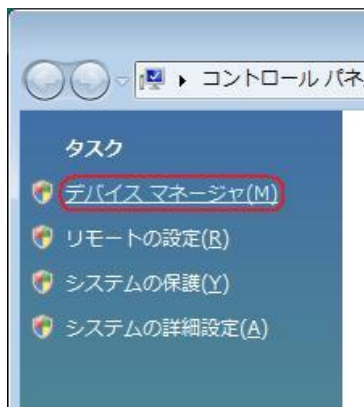 コントロール パネ
タスク
デバイス マネージャ(M)
リモートの設定(R)
システムの保護(Y)
システムの詳細設定(A)